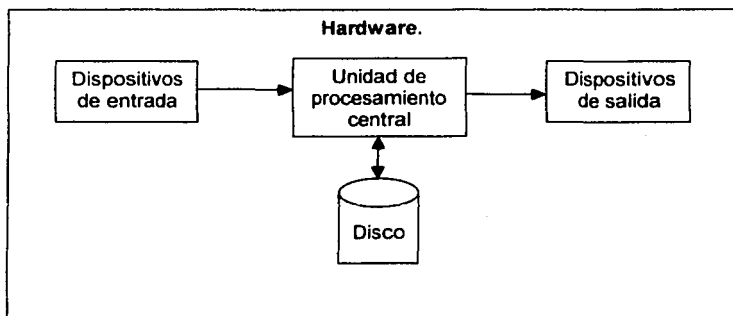 Hardware.
Dispositivos
de entrada
Unidad de
procesamiento
central
Dispositivos
de salida
Disco